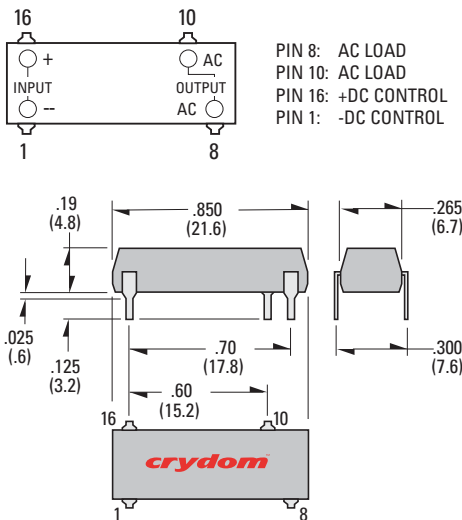 16 10
+ AC
INPUT OUTPUT
-- AC
1 8
PIN 8: AC LOAD
PIN 10: AC LOAD
PIN 16: +DC CONTROL
PIN 1: -DC CONTROL
.19
(4.8)
.850
(21.6)
.265
(6.7)
.025
(.6)
.125
(3.2)
.70
(17.8)
.60
(15.2)
.300
(7.6)
16 10
crydom
1 8